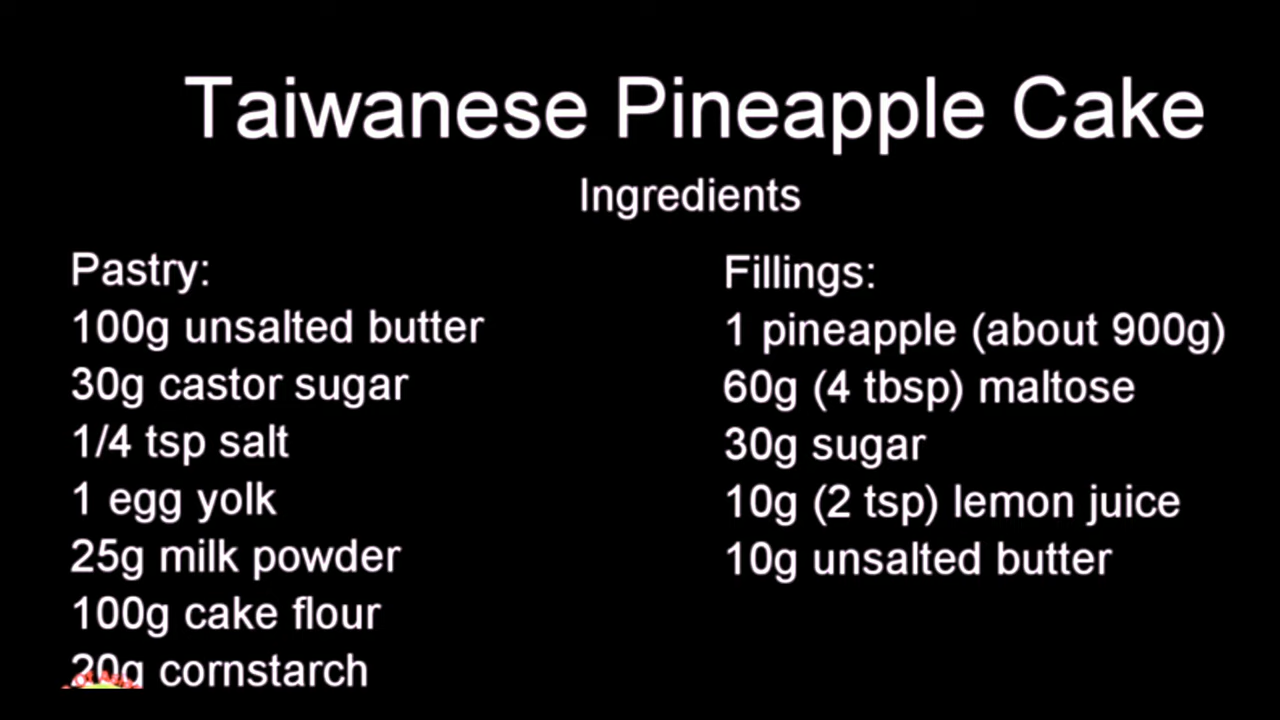 Taiwanese Pineapple Cake
Ingredients
Pastry:
100g unsalted butter
30g castor sugar
1/4 tsp salt
1 egg yolk
25g milk powder
100g cake flour
20g cornstarch
Fillings:
1 pineapple (about 900g)
60g (4 tbsp) maltose
30g sugar
10g (2 tsp) lemon juice
10g unsalted butter